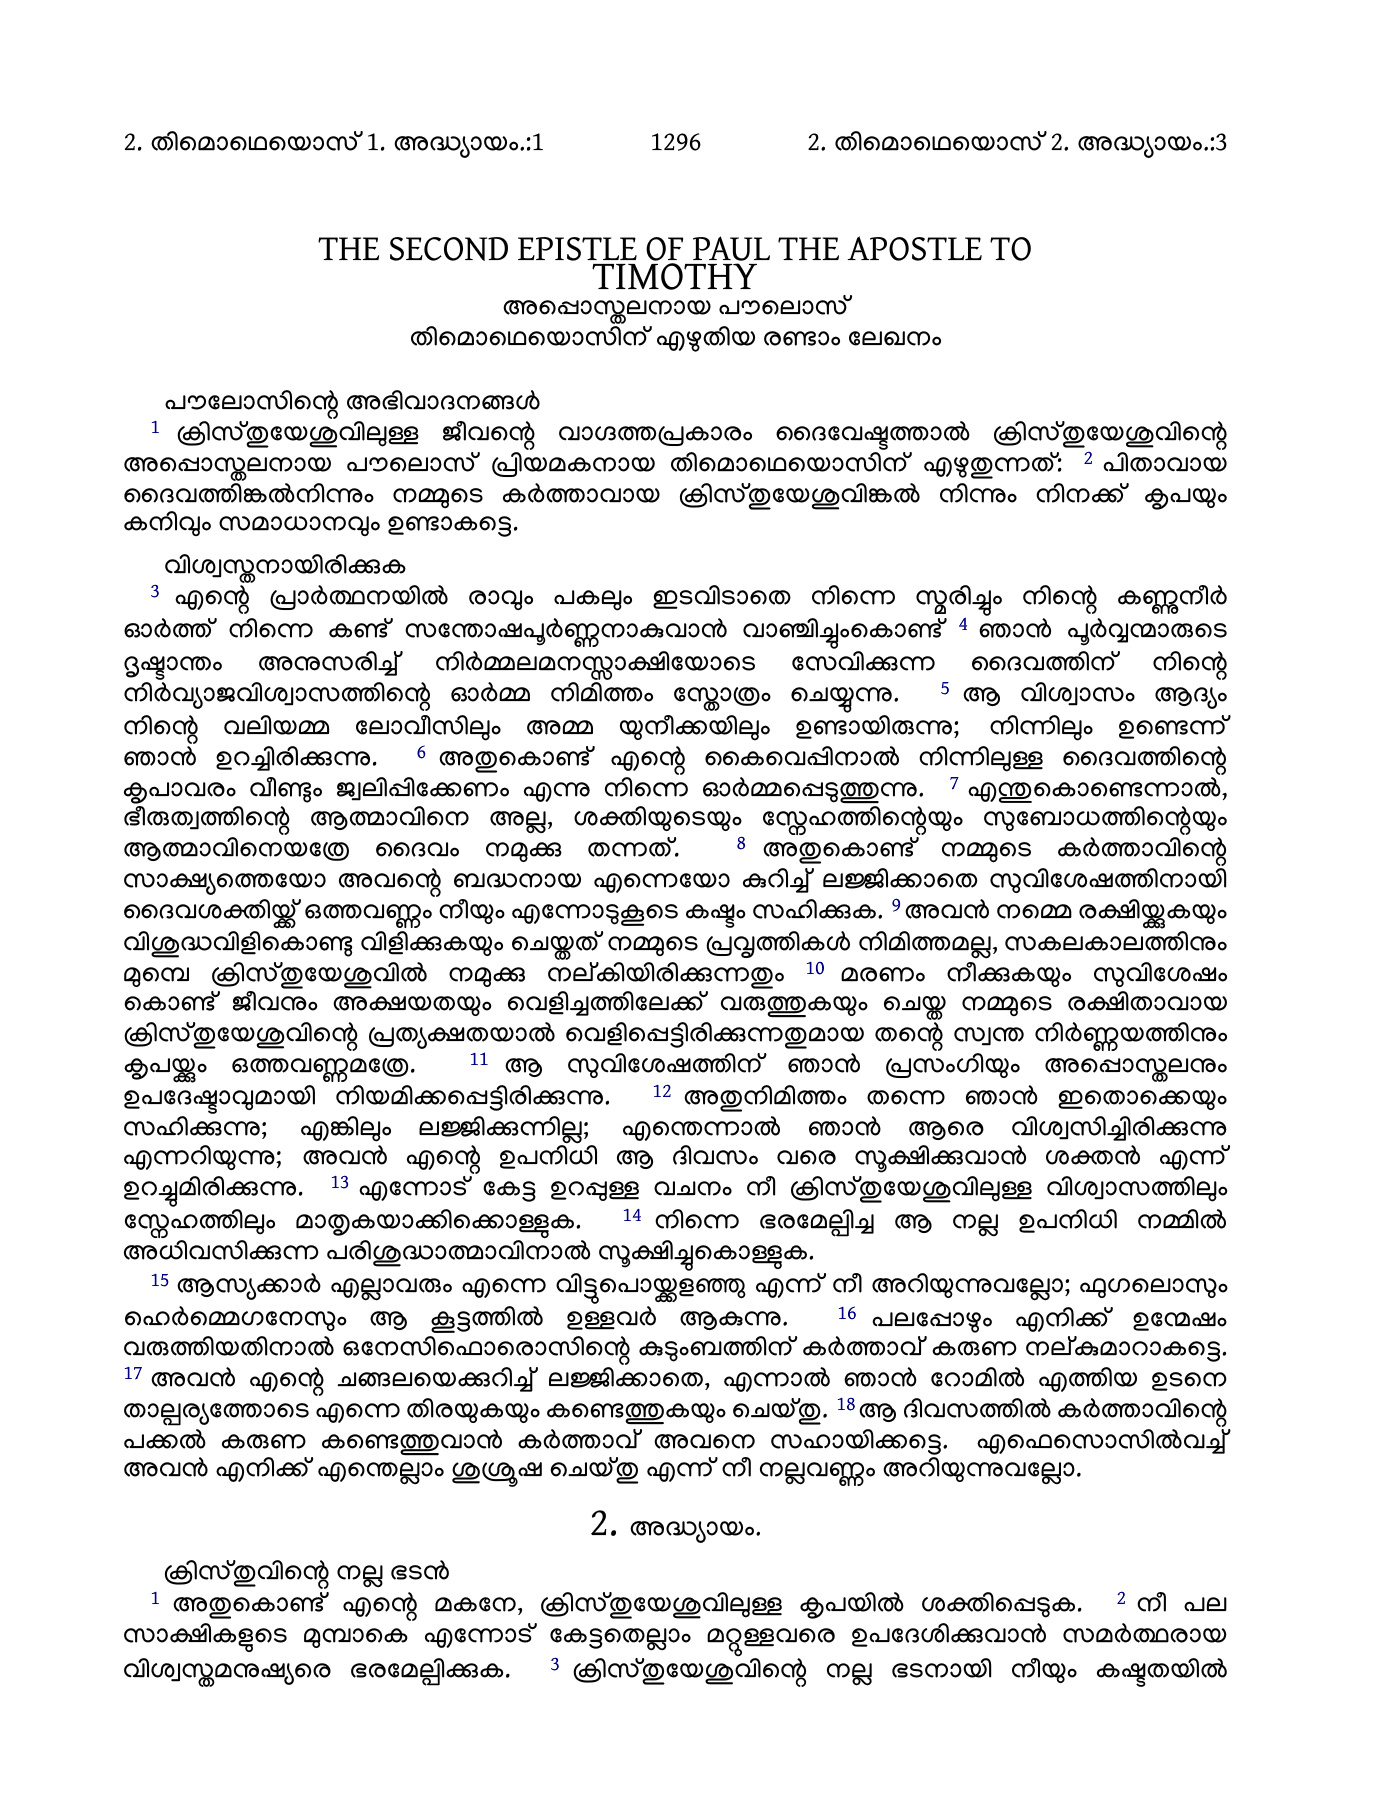 2. തിമൊഥെയൊസ് 1. അദ്ധ്യായം.:1 1296 2. തിമൊഥെയൊസ് 2. അദ്ധ്യായം.:3
THE SECOND EPISTLE OF PAUL THE APOSTLE TO
TIMOTHY
അപ്പൊസ്തലനായ പൗലൊസ്
തിമൊഥെയൊസിന് എഴുതിയ രണ്ടാം ലേഖനം
പൗലോസിന്റെ അഭിവാദനങ്ങൾ
1 ക്രിസ്തുയേശുവിലുള്ള ജീവന്റെ വാഗ്ദത്തപ്രകാരം ദൈവേഷ്ടത്താൽ ക്രിസ്തുയേശുവിന്റെ
അപ്പൊസ്തലനായ പൗലൊസ് പ്രിയമകനായ തിമൊഥെയൊസിന് എഴുതുന്നത്: 2 പിതാവായ
ദൈവത്തിങ്കൽനിന്നും നമ്മുടെ കർത്താവായ ക്രിസ്തുയേശുവിങ്കൽ നിന്നും നിനക്ക് കൃപയും
കനിവും സമാധാനവും ഉണ്ടാകട്ടെ.
വിശ്വസ്തനായിരിക്കുക
3 എന്റെ പ്രാർത്ഥനയിൽ രാവും പകലും ഇടവിടാതെ നിന്നെ സ്മരിച്ചും നിന്റെ കണ്ണുനീർ
ഓർത്ത് നിന്നെ കണ്ട് സന്തോഷപൂർണ്ണനാകുവാൻ വാഞ്ചിച്ചുംകൊണ്ട് 4 ഞാൻ പൂർവ്വന്മാരുടെ
ദൃഷ്ടാന്തം അനുസരിച്ച് നിർമ്മലമനസ്സാക്ഷിയോടെ സേവിക്കുന്ന ദൈവത്തിന് നിന്റെ
നിർവ്യാജവിശ്വാസത്തിന്റെ ഓർമ്മ നിമിത്തം സ്തോത്രം ചെയ്യുന്നു. 5 ആ വിശ്വാസം ആദ്യം
നിന്റെ വലിയമ്മ ലോവീസിലും അമ്മ യുനീക്കയിലും ഉണ്ടായിരുന്നു; നിന്നിലും ഉണ്ടെന്ന്
ഞാൻ ഉറച്ചിരിക്കുന്നു. 6 അതുകൊണ്ട് എന്റെ കൈവെപ്പിനാൽ നിന്നിലുള്ള ദൈവത്തിന്റെ
കൃപാവരം വീണ്ടും ജ്വലിപ്പിക്കേണം എന്നു നിന്നെ ഓർമ്മപ്പെടുത്തുന്നു. 7 എന്തുകൊണ്ടെന്നാൽ,
ഭീരുത്വത്തിന്റെ ആത്മാവിനെ അല്ല, ശക്തിയുടെയും സ്നേഹത്തിന്റെയും സുബോധത്തിന്റെയും
ആത്മാവിനെയത്രേ ദൈവം നമുക്കു തന്നത്. 8 അതുകൊണ്ട് നമ്മുടെ കർത്താവിന്റെ
സാക്ഷ്യത്തെയോ അവന്റെ ബദ്ധനായ എന്നെയോ കുറിച്ച് ലജ്ജിക്കാതെ സുവിശേഷത്തിനായി
ദൈവശക്തിയ്ക്ക് ഒത്തവണ്ണം നീയും എന്നോടുകൂടെ കഷ്ടം സഹിക്കുക. 9 അവൻ നമ്മെ രക്ഷിയ്ക്കുകയും
വിശുദ്ധവിളികൊണ്ടു വിളിക്കുകയും ചെയ്തത് നമ്മുടെ പ്രവൃത്തികൾ നിമിത്തമല്ല, സകലകാലത്തിനും
മുമ്പെ ക്രിസ്തുയേശുവിൽ നമുക്കു നല്കിയിരിക്കുന്നതും 10 മരണം നീക്കുകയും സുവിശേഷം
കൊണ്ട് ജീവനും അക്ഷയതയും വെളിച്ചത്തിലേക്ക് വരുത്തുകയും ചെയ്ത നമ്മുടെ രക്ഷിതാവായ
ക്രിസ്തുയേശുവിന്റെ പ്രത്യക്ഷതയാൽ വെളിപ്പെട്ടിരിക്കുന്നതുമായ തന്റെ സ്വന്ത നിർണ്ണയത്തിനും
കൃപയ്ക്കും ഒത്തവണ്ണമത്രേ. 11 ആ സുവിശേഷത്തിന് ഞാൻ പ്രസംഗിയും അപ്പൊസ്തലനും
ഉപദേഷ്ടാവുമായി നിയമിക്കപ്പെട്ടിരിക്കുന്നു. 12 അതുനിമിത്തം തന്നെ ഞാൻ ഇതൊക്കെയും
സഹിക്കുന്നു; എങ്കിലും ലജ്ജിക്കുന്നില്ല; എന്തെന്നാൽ ഞാൻ ആരെ വിശ്വസിച്ചിരിക്കുന്നു
എന്നറിയുന്നു; അവൻ എന്റെ ഉപനിധി ആ ദിവസം വരെ സൂക്ഷിക്കുവാൻ ശക്തൻ എന്ന്
ഉറച്ചുമിരിക്കുന്നു. 13 എന്നോട് കേട്ട ഉറപ്പുള്ള വചനം നീ ക്രിസ്തുയേശുവിലുള്ള വിശ്വാസത്തിലും
സ്നേഹത്തിലും മാതൃകയാക്കിക്കൊള്ളുക. 14 നിന്നെ ഭരമേല്പിച്ച ആ നല്ല ഉപനിധി നമ്മിൽ
അധിവസിക്കുന്ന പരിശുദ്ധാത്മാവിനാൽ സൂക്ഷിച്ചുകൊള്ളുക.
15 ആസ്യക്കാർ എല്ലാവരും എന്നെ വിട്ടുപൊയ്ക്കളഞ്ഞു എന്ന് നീ അറിയുന്നുവല്ലോ; ഫുഗലൊസും
ഹെർമ്മെഗനേസും ആ കൂട്ടത്തിൽ ഉള്ളവർ ആകുന്നു. 16 പലപ്പോഴും എനിക്ക് ഉന്മേഷം
വരുത്തിയതിനാൽ ഒനേസിഫൊരൊസിന്റെ കുടുംബത്തിന് കർത്താവ് കരുണ നല്കുമാറാകട്ടെ.
17 അവൻ എന്റെ ചങ്ങലയെക്കുറിച്ച് ലജ്ജിക്കാതെ, എന്നാൽ ഞാൻ റോമിൽ എത്തിയ ഉടനെ
താല്പര്യത്തോടെ എന്നെ തിരയുകയും കണ്ടെത്തുകയും ചെയ്തു. 18 ആ ദിവസത്തിൽ കർത്താവിന്റെ
പക്കൽ കരുണ കണ്ടെത്തുവാൻ കർത്താവ് അവനെ സഹായിക്കട്ടെ. എഫെസൊസിൽവച്ച്
അവൻ എനിക്ക് എന്തെല്ലാം ശുശ്രൂഷ ചെയ്തു എന്ന് നീ നല്ലവണ്ണം അറിയുന്നുവല്ലോ.
2. അദ്ധ്യായം.
ക്രിസ്തുവിന്റെ നല്ല ഭടൻ
1 അതുകൊണ്ട് എന്റെ മകനേ, ക്രിസ്തുയേശുവിലുള്ള കൃപയിൽ ശക്തിപ്പെടുക. 2 നീ പല
സാക്ഷികളുടെ മുമ്പാകെ എന്നോട് കേട്ടതെല്ലാം മറ്റുള്ളവരെ ഉപദേശിക്കുവാൻ സമർത്ഥരായ
വിശ്വസ്തമനുഷ്യരെ ഭരമേല്പിക്കുക. 3 ക്രിസ്തുയേശുവിന്റെ നല്ല ഭടനായി നീയും കഷ്ടതയിൽ